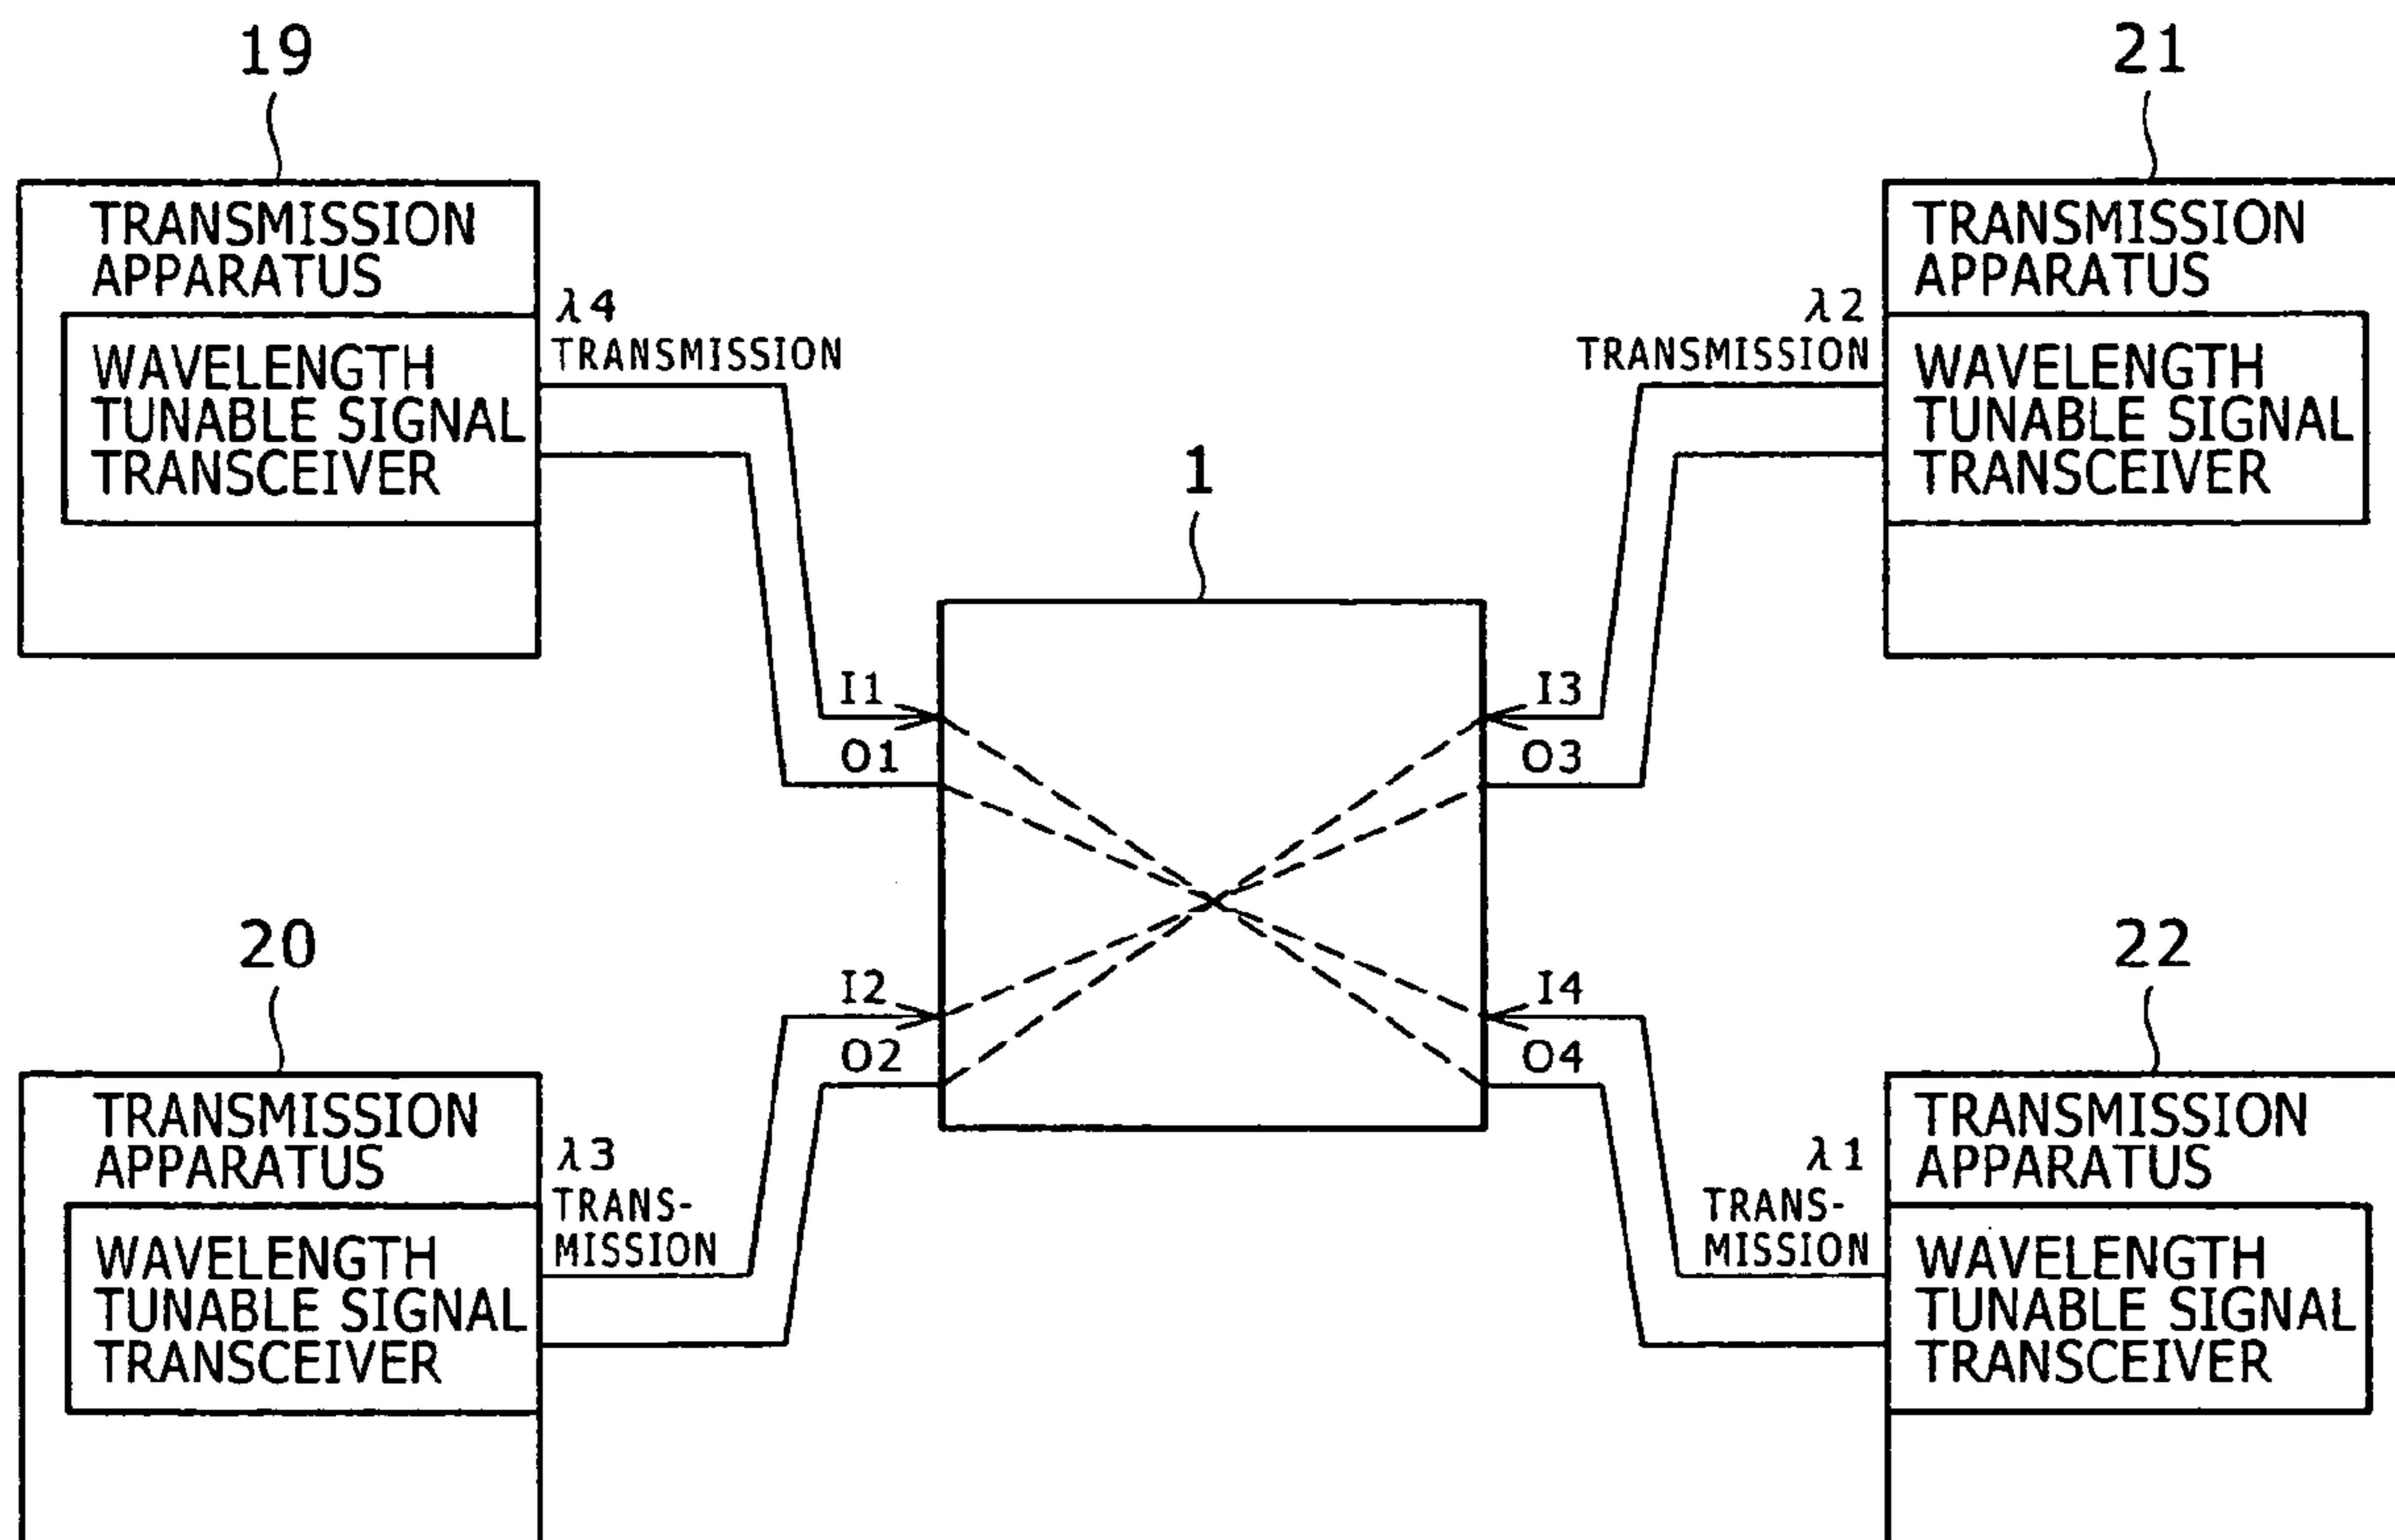 19
TRANSMISSION
APPARATUS
WAVELENGTH
TUNABLE SIGNAL
TRANSCEIVER
λ4
TRANSMISSION
21
TRANSMISSION
APPARATUS
WAVELENGTH
TUNABLE SIGNAL
TRANSCEIVER
λ2
TRANSMISSION
1
I1
O1
I3
O3
I2
O2
I4
O4
20
TRANSMISSION
APPARATUS
WAVELENGTH
TUNABLE SIGNAL
TRANSCEIVER
λ3
TRANS-
MISSION
22
TRANSMISSION
APPARATUS
WAVELENGTH
TUNABLE SIGNAL
TRANSCEIVER
λ1
TRANS-
MISSION